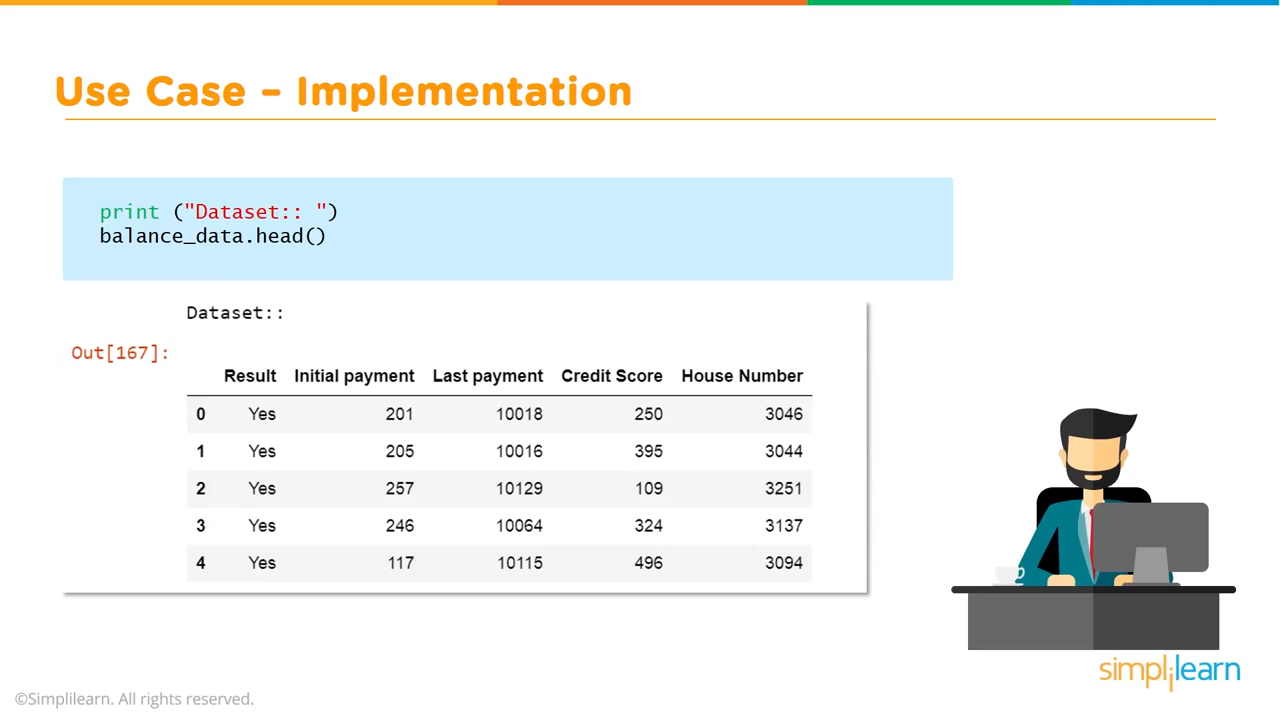 Use Case – Implementation
print ("Dataset:: ")
balance_data.head()
Dataset::
Out[167]:
Result Initial payment Last payment Credit Score House Number
0 Yes 201 10018 250 3046
1 Yes 205 10016 395 3044
2 Yes 257 10129 109 3251
3 Yes 246 10064 324 3137
4 Yes 117 10115 496 3094
simplilearn
©Simplilearn. All rights reserved.